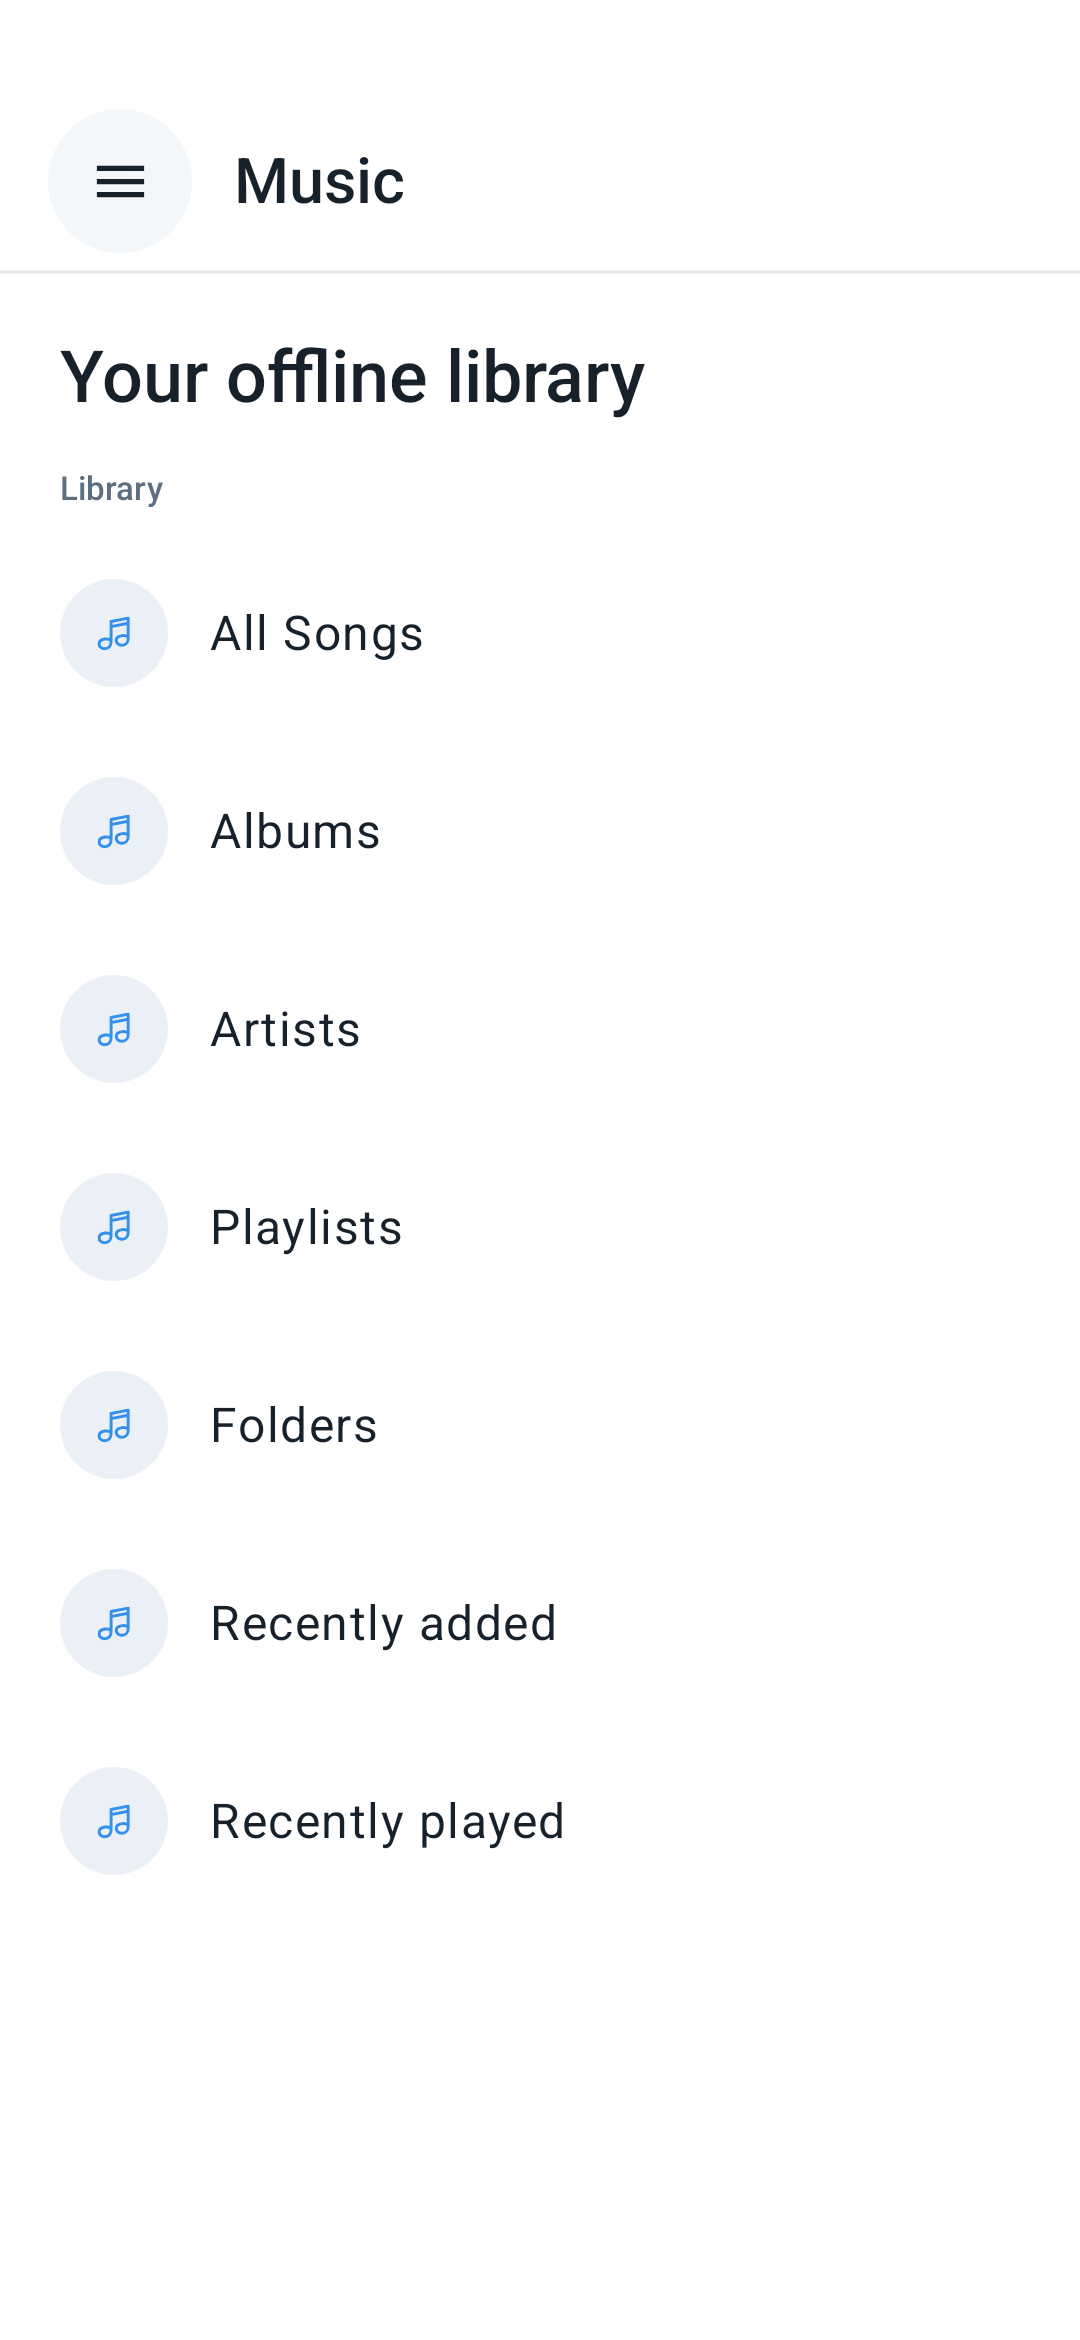 Music
Your offline library
Library
All Songs
Albums
Artists
Playlists
Folders
Recently added
Recently played